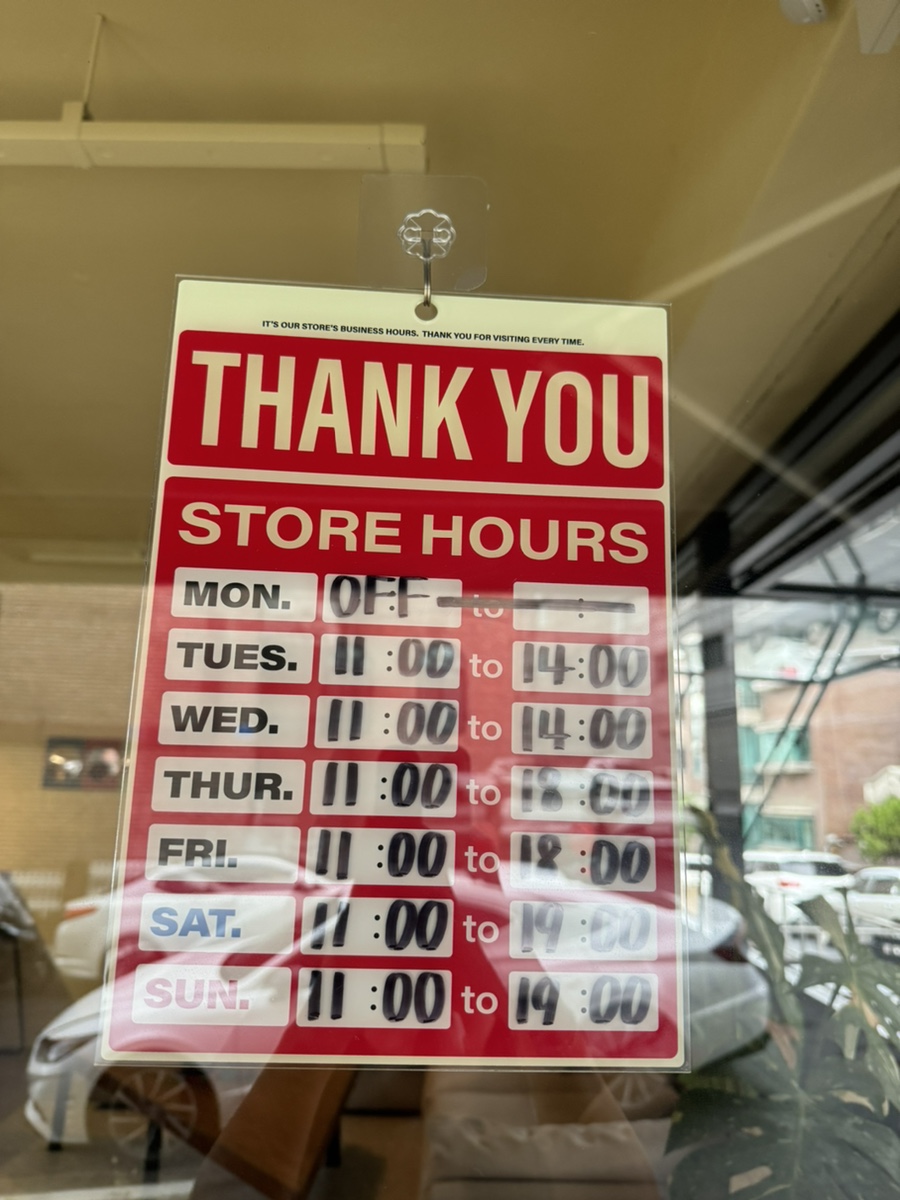 IT'S OUR STORE'S BUSINESS HOURS. THANK YOU FOR VISITING EVERY TIME.
THANK YOU
STORE HOURS
MON. OFF to :
TUES. 11:00 to 14:00
WED. 11:00 to 14:00
THUR. 11:00 to 18:00
FRI. 11:00 to 18:00
SAT. 11:00 to 19:00
SUN. 11:00 to 19:00